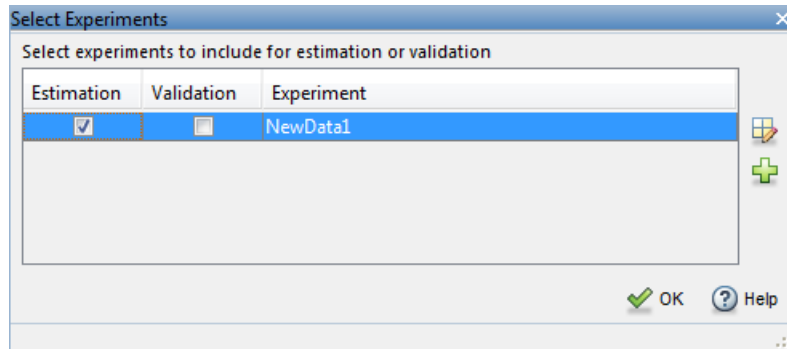 Select Experiments
Select experiments to include for estimation or validation
Estimation Validation Experiment
NewData1
OK Help